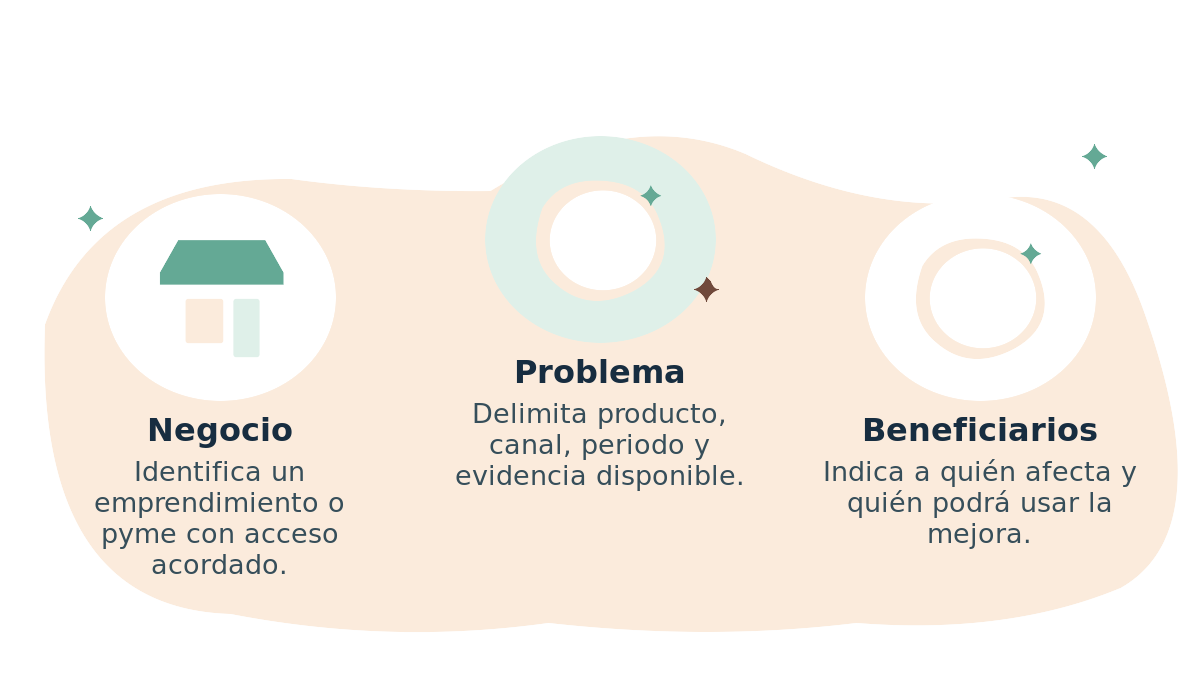 Negocio
Identifica un
emprendimiento o
pyme con acceso
acordado.
Problema
Delimita producto,
canal, periodo y
evidencia disponible.
Beneficiarios
Indica a quién afecta y
quién podrá usar la
mejora.